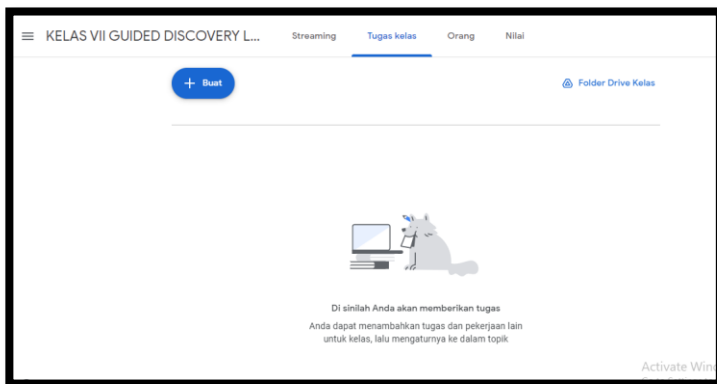 KELAS VII GUIDED DISCOVERY L... Streaming Tugas kelas Orang Nilai
+ Buat
Folder Drive Kelas
Di sinilah Anda akan memberikan tugas
Anda dapat menambahkan tugas dan pekerjaan lain
untuk kelas, lalu mengaturnya ke dalam topik
Activate Win